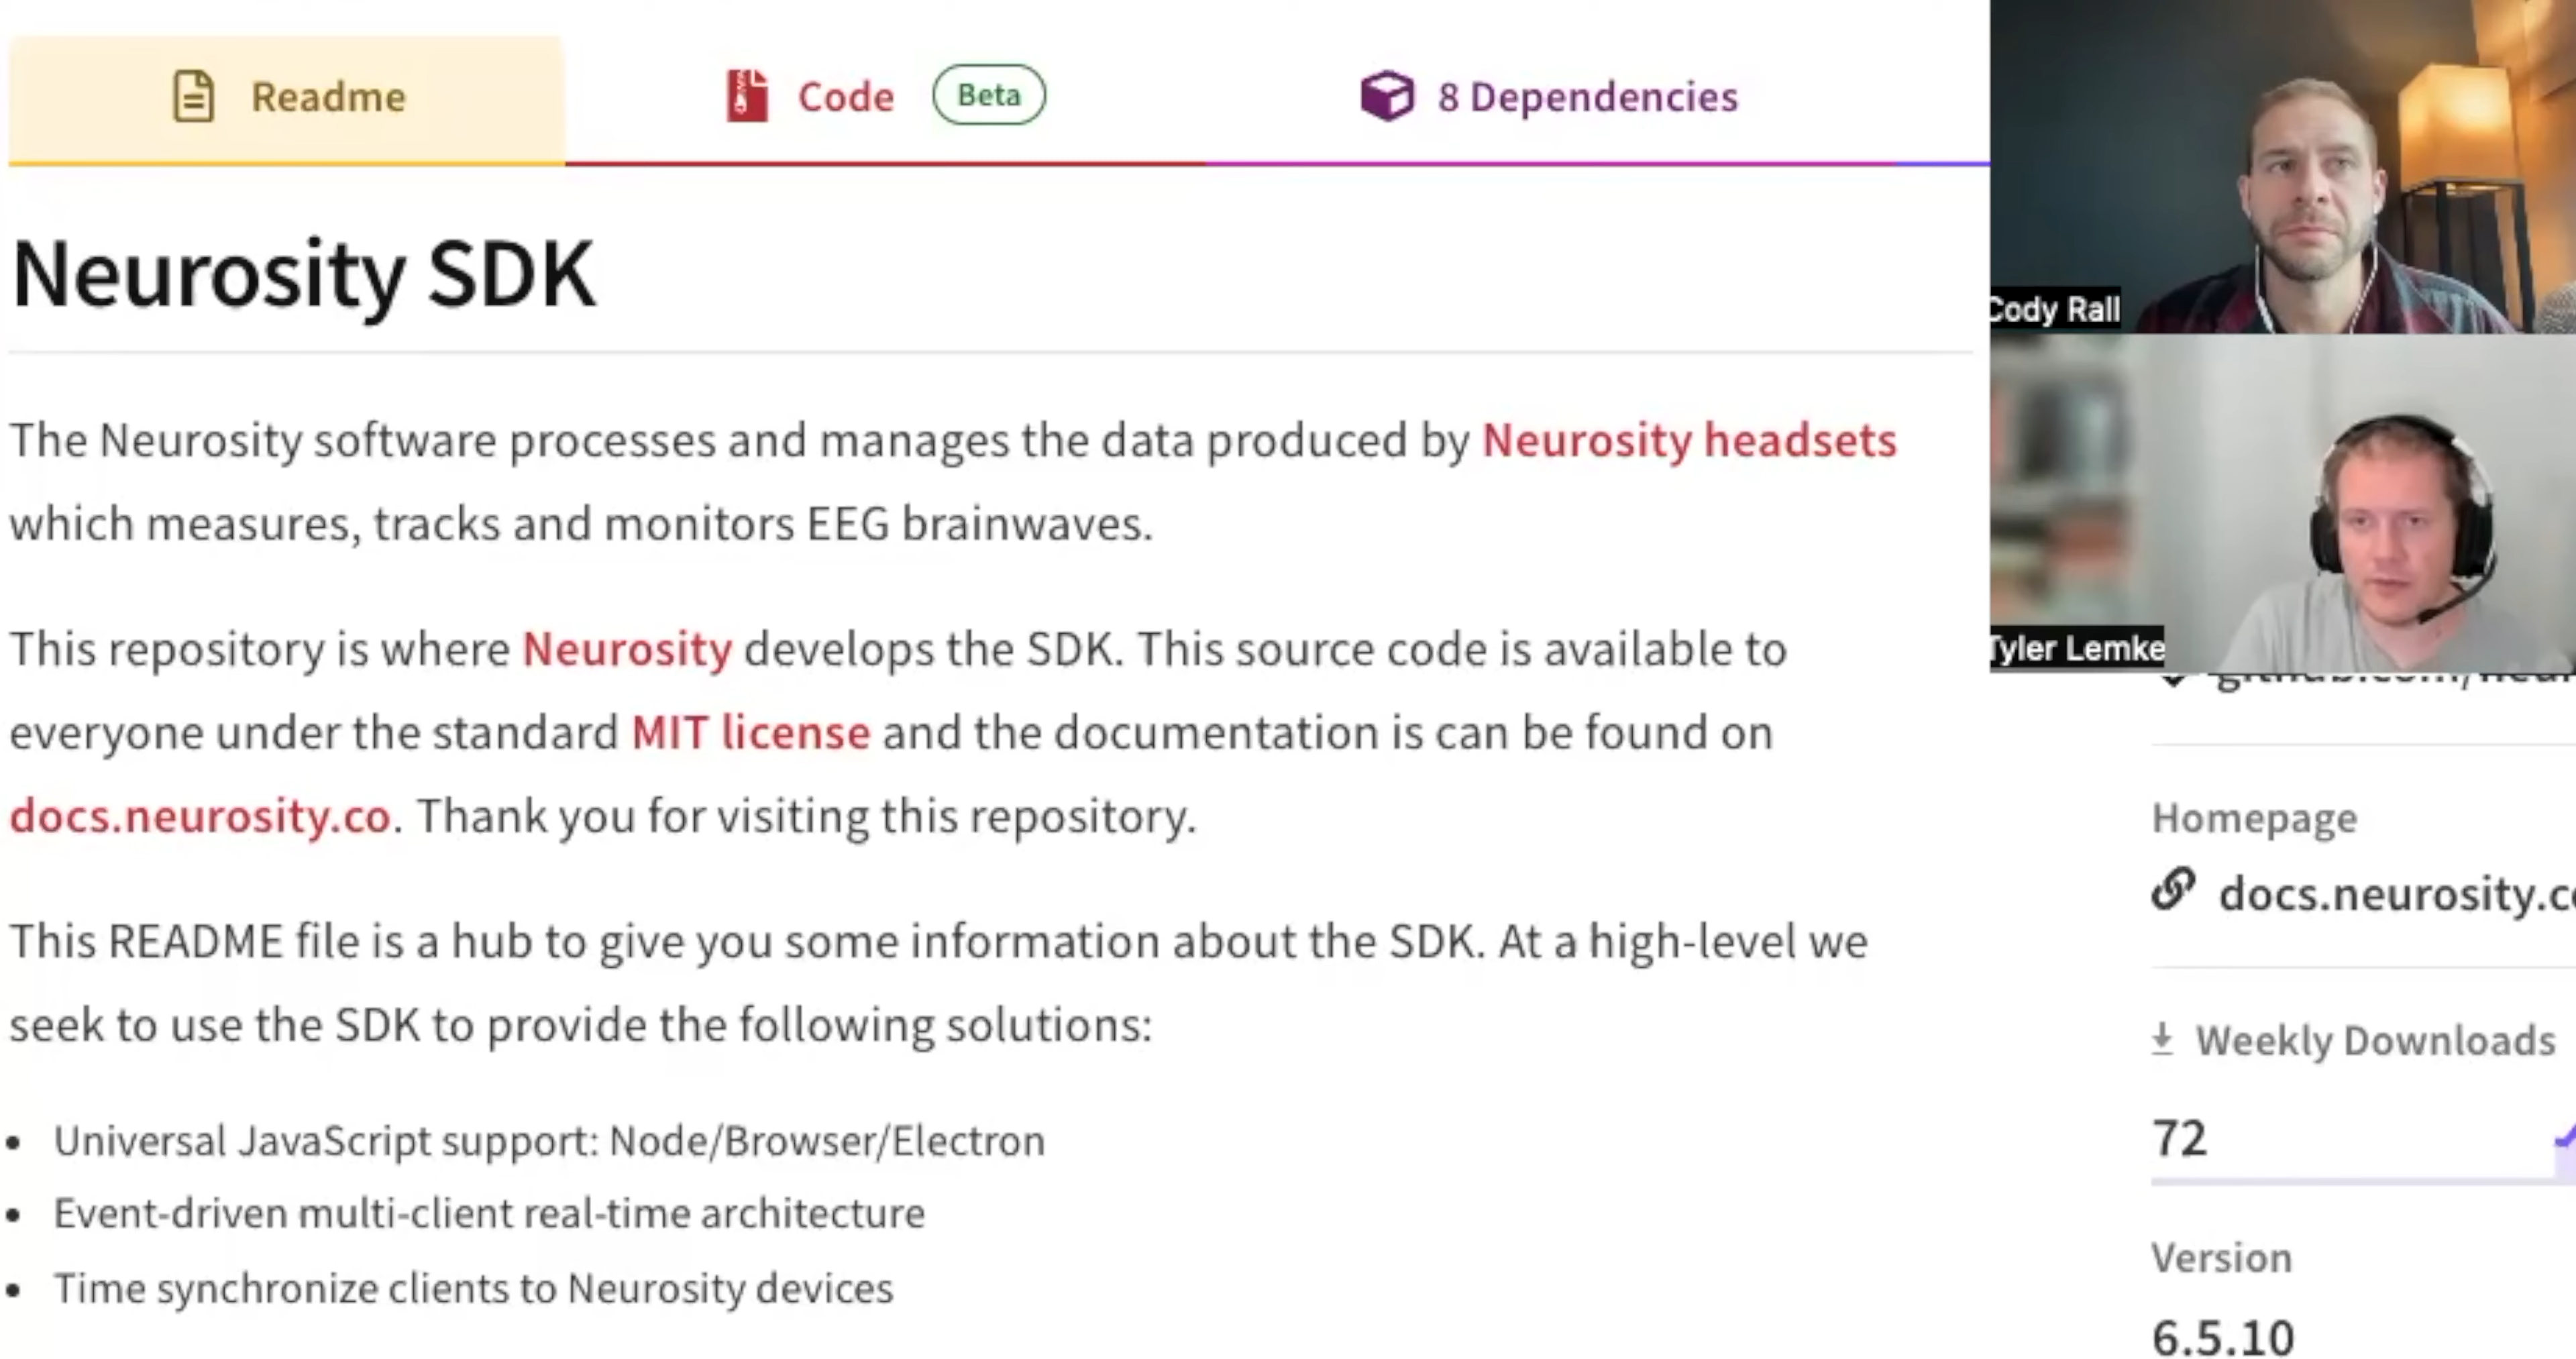 Readme
Code
Beta
8 Dependencies
Neurosity SDK
The Neurosity software processes and manages the data produced by Neurosity headsets
which measures, tracks and monitors EEG brainwaves.
This repository is where Neurosity develops the SDK. This source code is available to
everyone under the standard MIT license and the documentation is can be found on
docs.neurosity.co. Thank you for visiting this repository.
This README file is a hub to give you some information about the SDK. At a high-level we
seek to use the SDK to provide the following solutions:
• Universal JavaScript support: Node/Browser/Electron
• Event-driven multi-client real-time architecture
• Time synchronize clients to Neurosity devices
Cody Rall
Tyler Lemke
Homepage
docs.neurosity.c
Weekly Downloads
72
Version
6.5.10